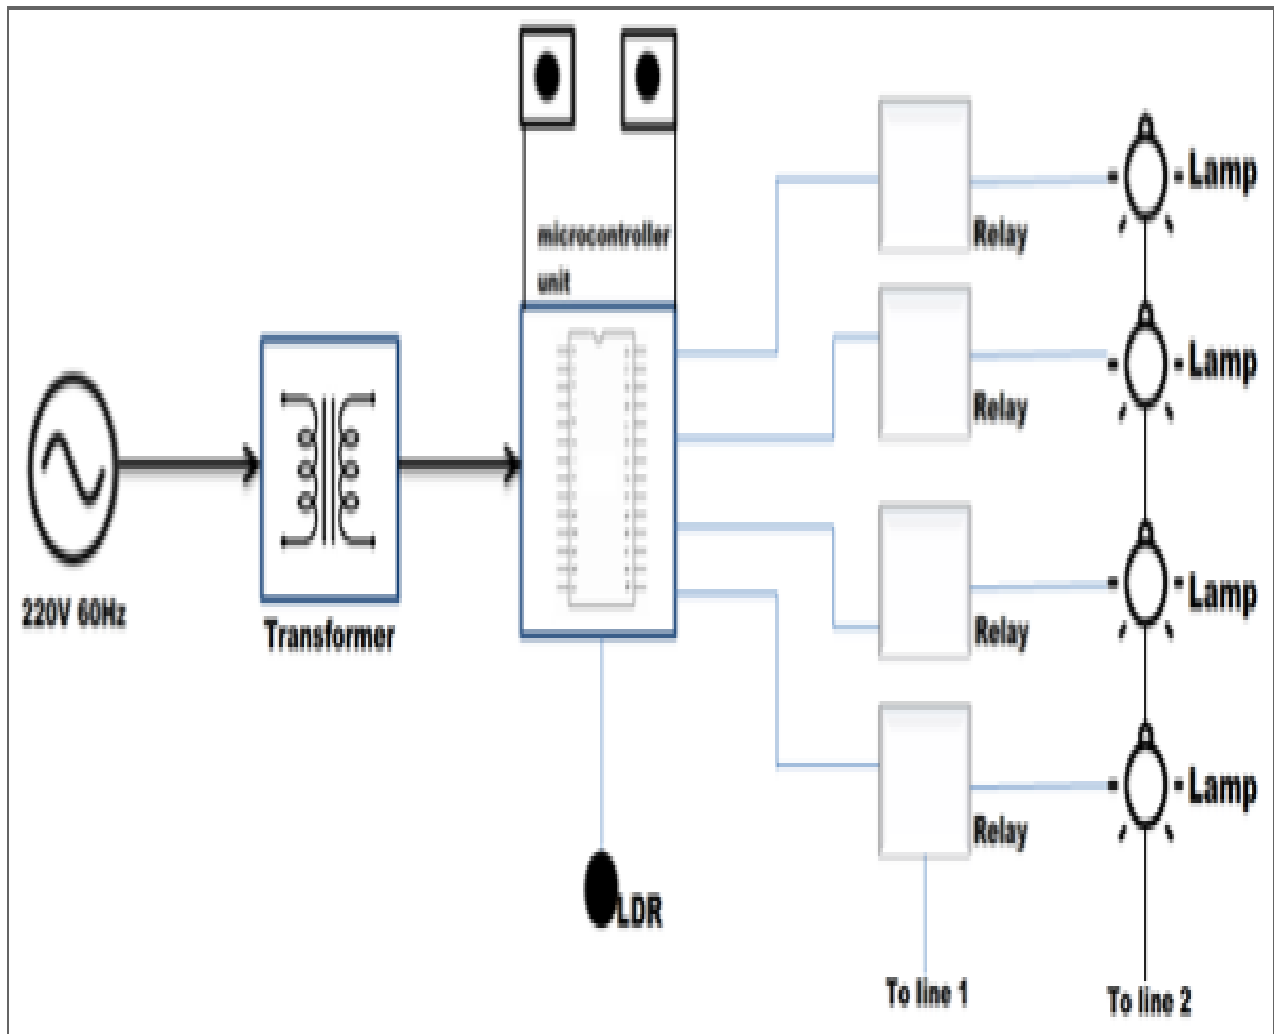 microcontroller
unit
Lamp
Relay
Lamp
Relay
220V 60Hz
Transformer
Lamp
Relay
Lamp
Relay
LDR
To line 1
To line 2